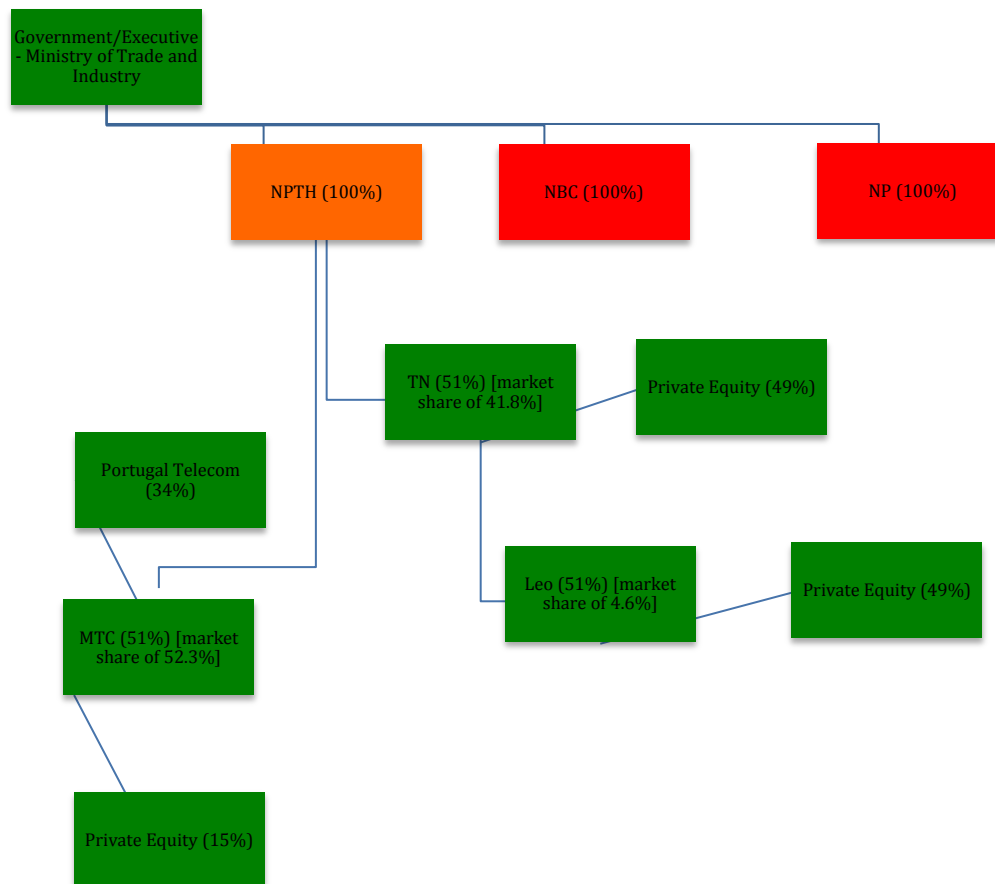 Government/Executive
- Ministry of Trade and
Industry
NPTH (100%)
NBC (100%)
NP (100%)
TN (51%) [market
share of 41.8%]
Private Equity (49%)
Portugal Telecom
(34%)
Leo (51%) [market
share of 4.6%]
Private Equity (49%)
MTC (51%) [market
share of 52.3%]
Private Equity (15%)